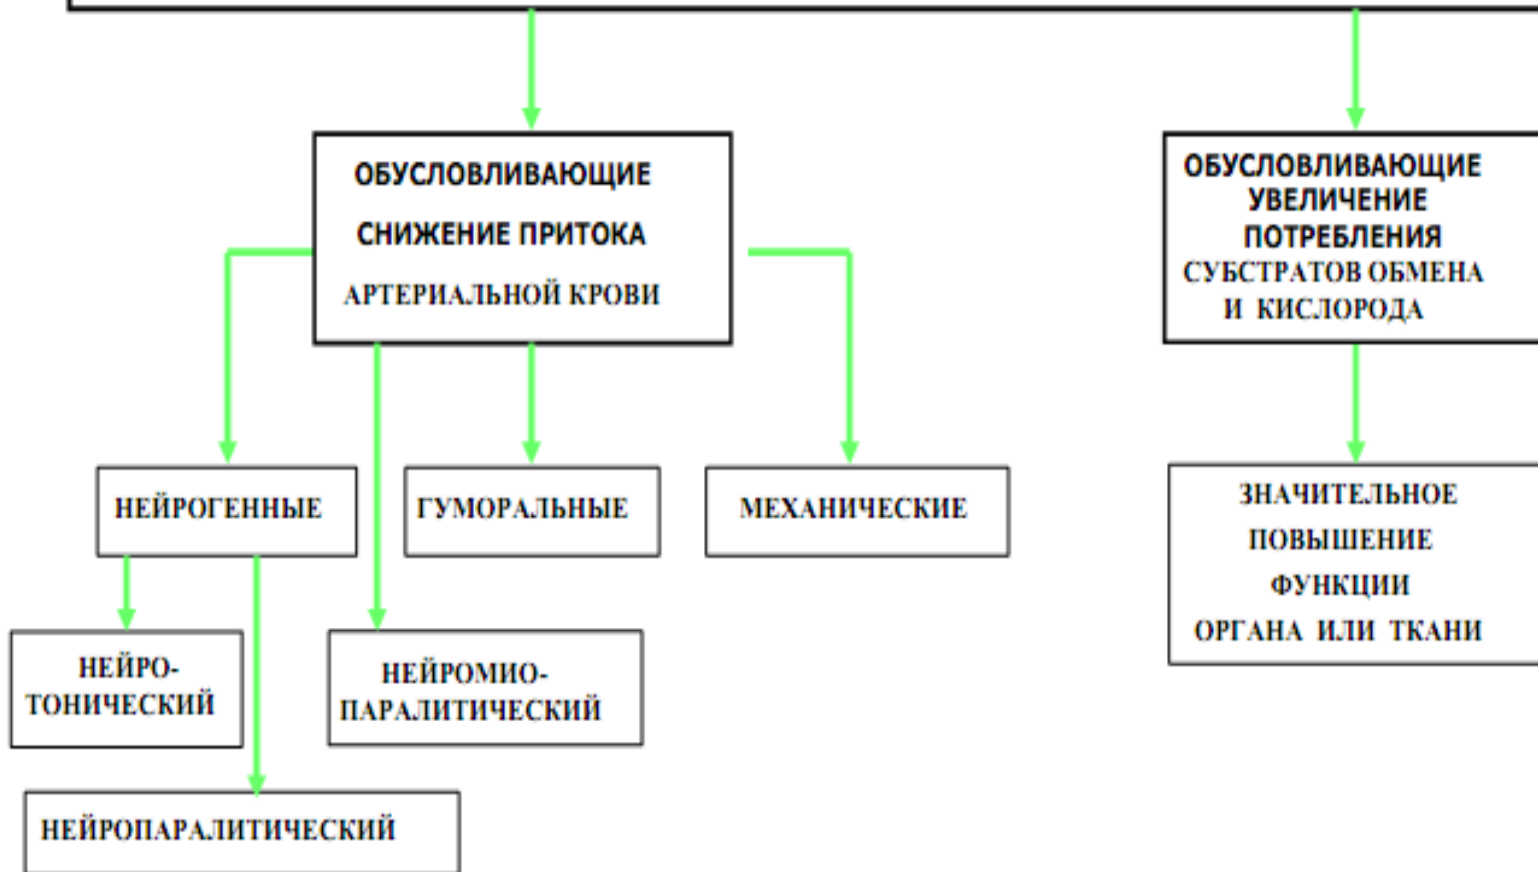 ОБУСЛОВЛИВАЮЩИЕ
СНИЖЕНИЕ ПРИТОКА
АРТЕРИАЛЬНОЙ КРОВИ
ОБУСЛОВЛИВАЮЩИЕ
УВЕЛИЧЕНИЕ
ПОТРЕБЛЕНИЯ
СУБСТРАТОВ ОБМЕНА
И КИСЛОРОДА
НЕЙРОГЕННЫЕ
ГУМОРАЛЬНЫЕ
МЕХАНИЧЕСКИЕ
ЗНАЧИТЕЛЬНОЕ
ПОВЫШЕНИЕ
ФУНКЦИИ
ОРГАНА ИЛИ ТКАНИ
НЕЙРО-
ТОНИЧЕСКИЙ
НЕЙРОМИО-
ПАРАЛИТИЧЕСКИЙ
НЕЙРОПАРАЛИТИЧЕСКИЙ